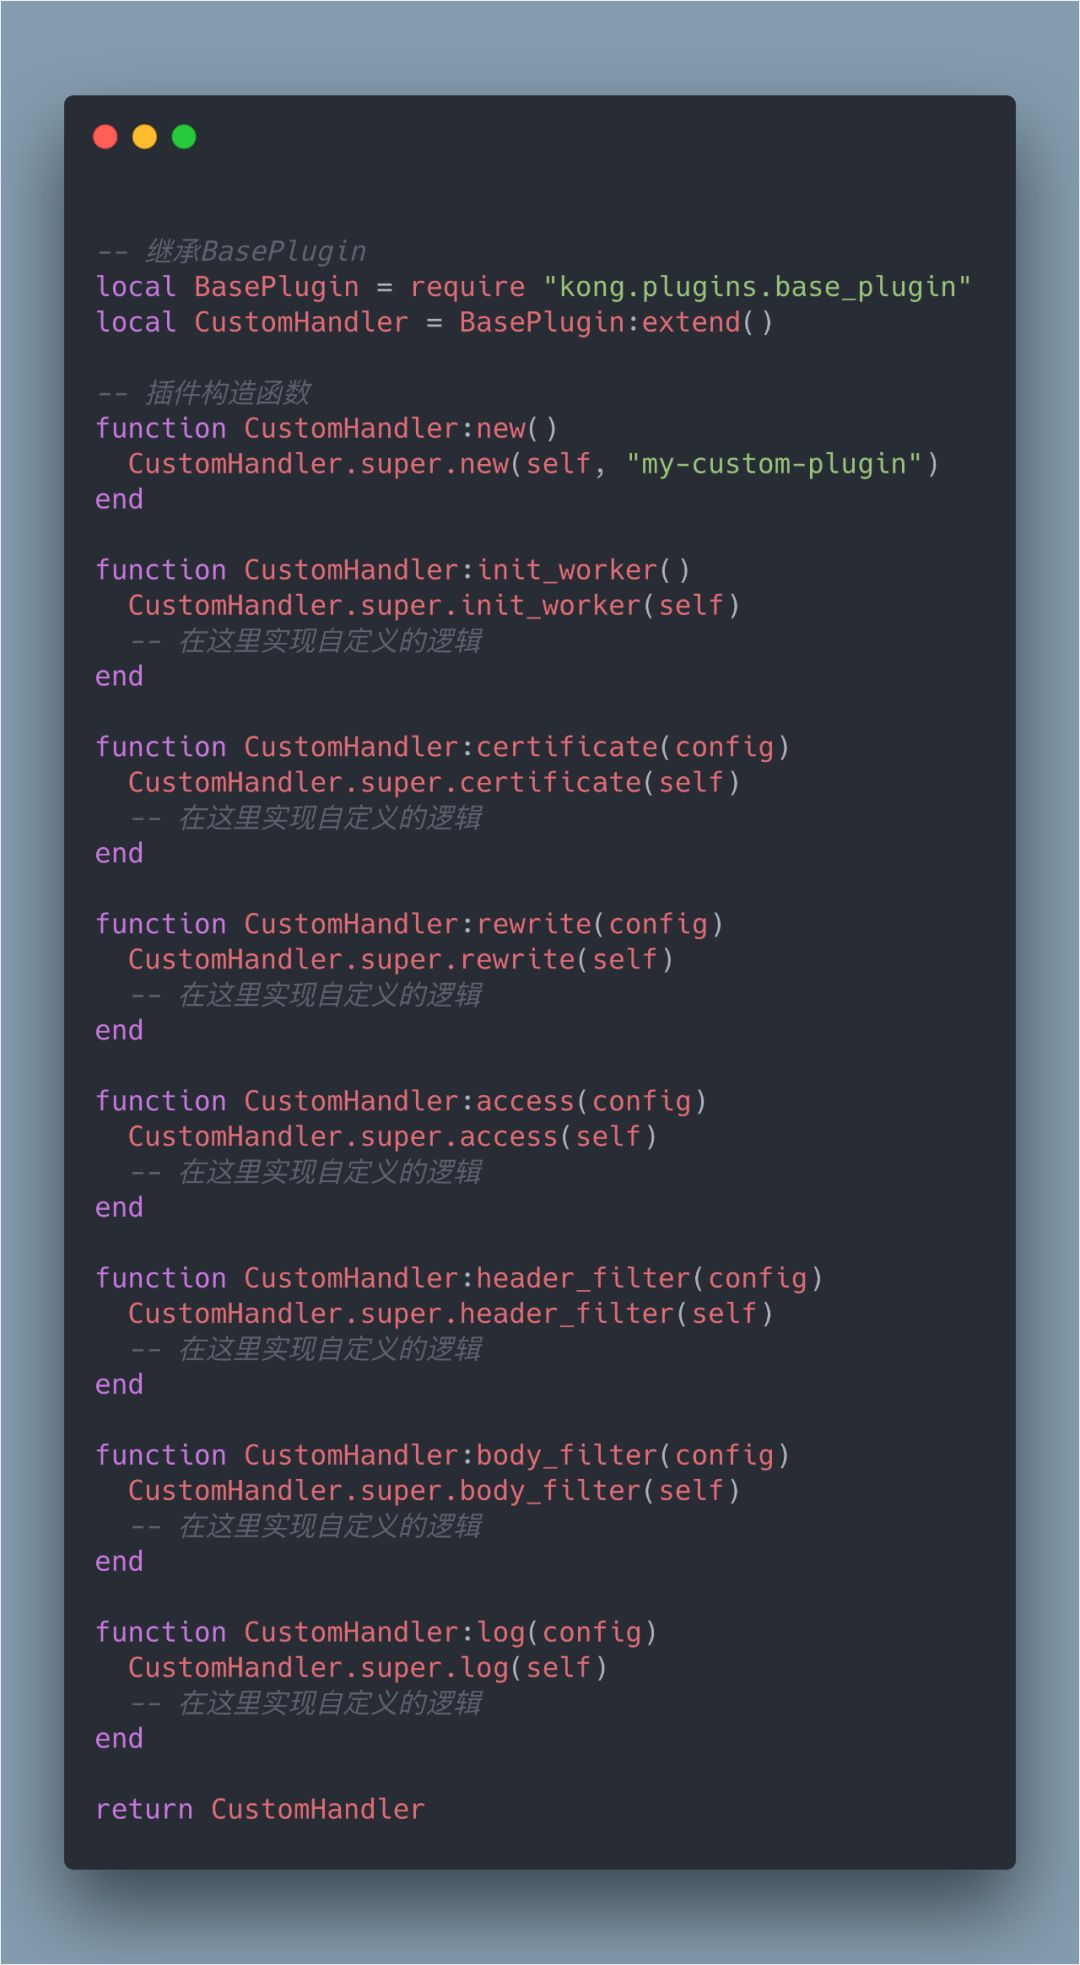 -- 继承BasePlugin
local BasePlugin = require "kong.plugins.base_plugin"
local CustomHandler = BasePlugin:extend()
-- 插件构造函数
function CustomHandler:new()
  CustomHandler.super.new(self, "my-custom-plugin")
end
function CustomHandler:init_worker()
  CustomHandler.super.init_worker(self)
  -- 在这里实现自定义的逻辑
end
function CustomHandler:certificate(config)
  CustomHandler.super.certificate(self)
  -- 在这里实现自定义的逻辑
end
function CustomHandler:rewrite(config)
  CustomHandler.super.rewrite(self)
  -- 在这里实现自定义的逻辑
end
function CustomHandler:access(config)
  CustomHandler.super.access(self)
  -- 在这里实现自定义的逻辑
end
function CustomHandler:header_filter(config)
  CustomHandler.super.header_filter(self)
  -- 在这里实现自定义的逻辑
end
function CustomHandler:body_filter(config)
  CustomHandler.super.body_filter(self)
  -- 在这里实现自定义的逻辑
end
function CustomHandler:log(config)
  CustomHandler.super.log(self)
  -- 在这里实现自定义的逻辑
end
return CustomHandler